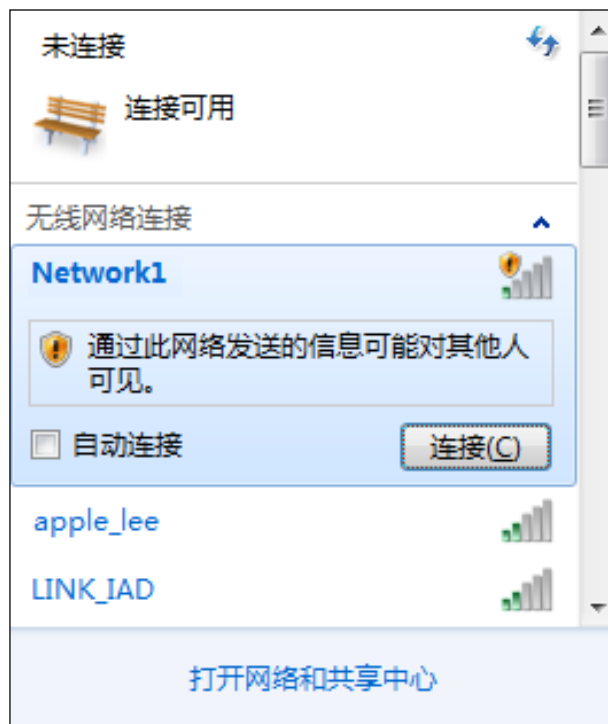 未连接
连接可用
无线网络连接
Network1
通过此网络发送的信息可能对其他人
可见。
自动连接
连接(C)
apple_lee
LINK_IAD
打开网络和共享中心